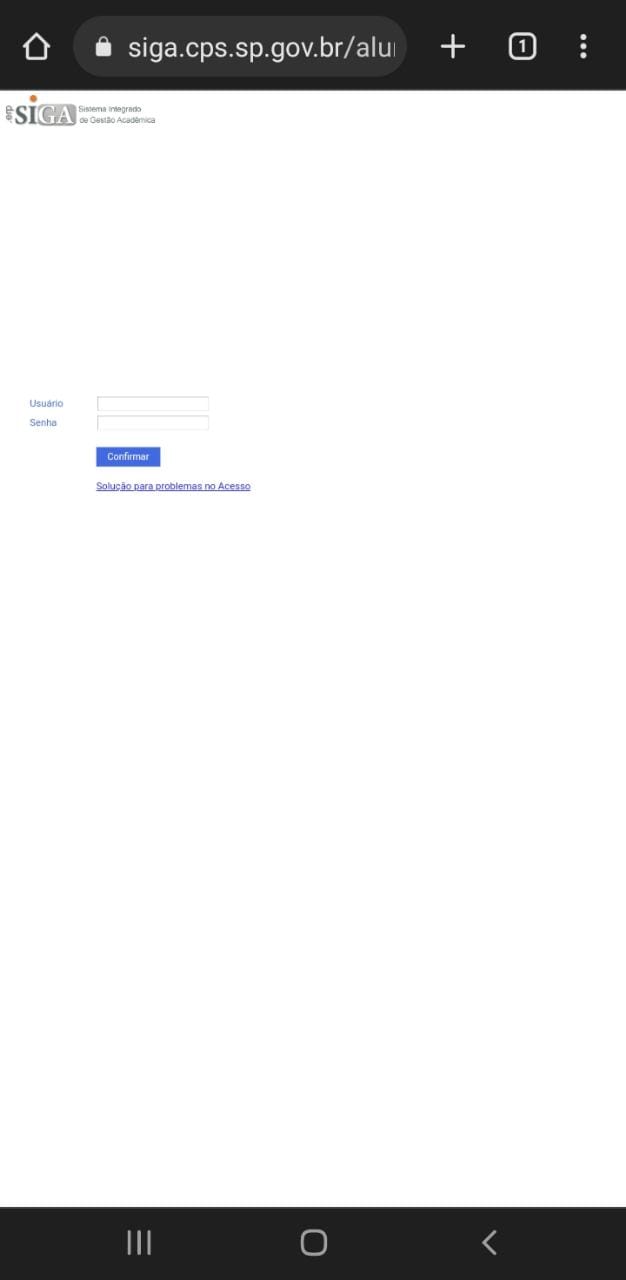 siga.cps.sp.gov.br/alu
1
SIGA
Sistema Integrado
de Gestão Acadêmica
Usuário
Senha
Confirmar
Solução para problemas no Acesso